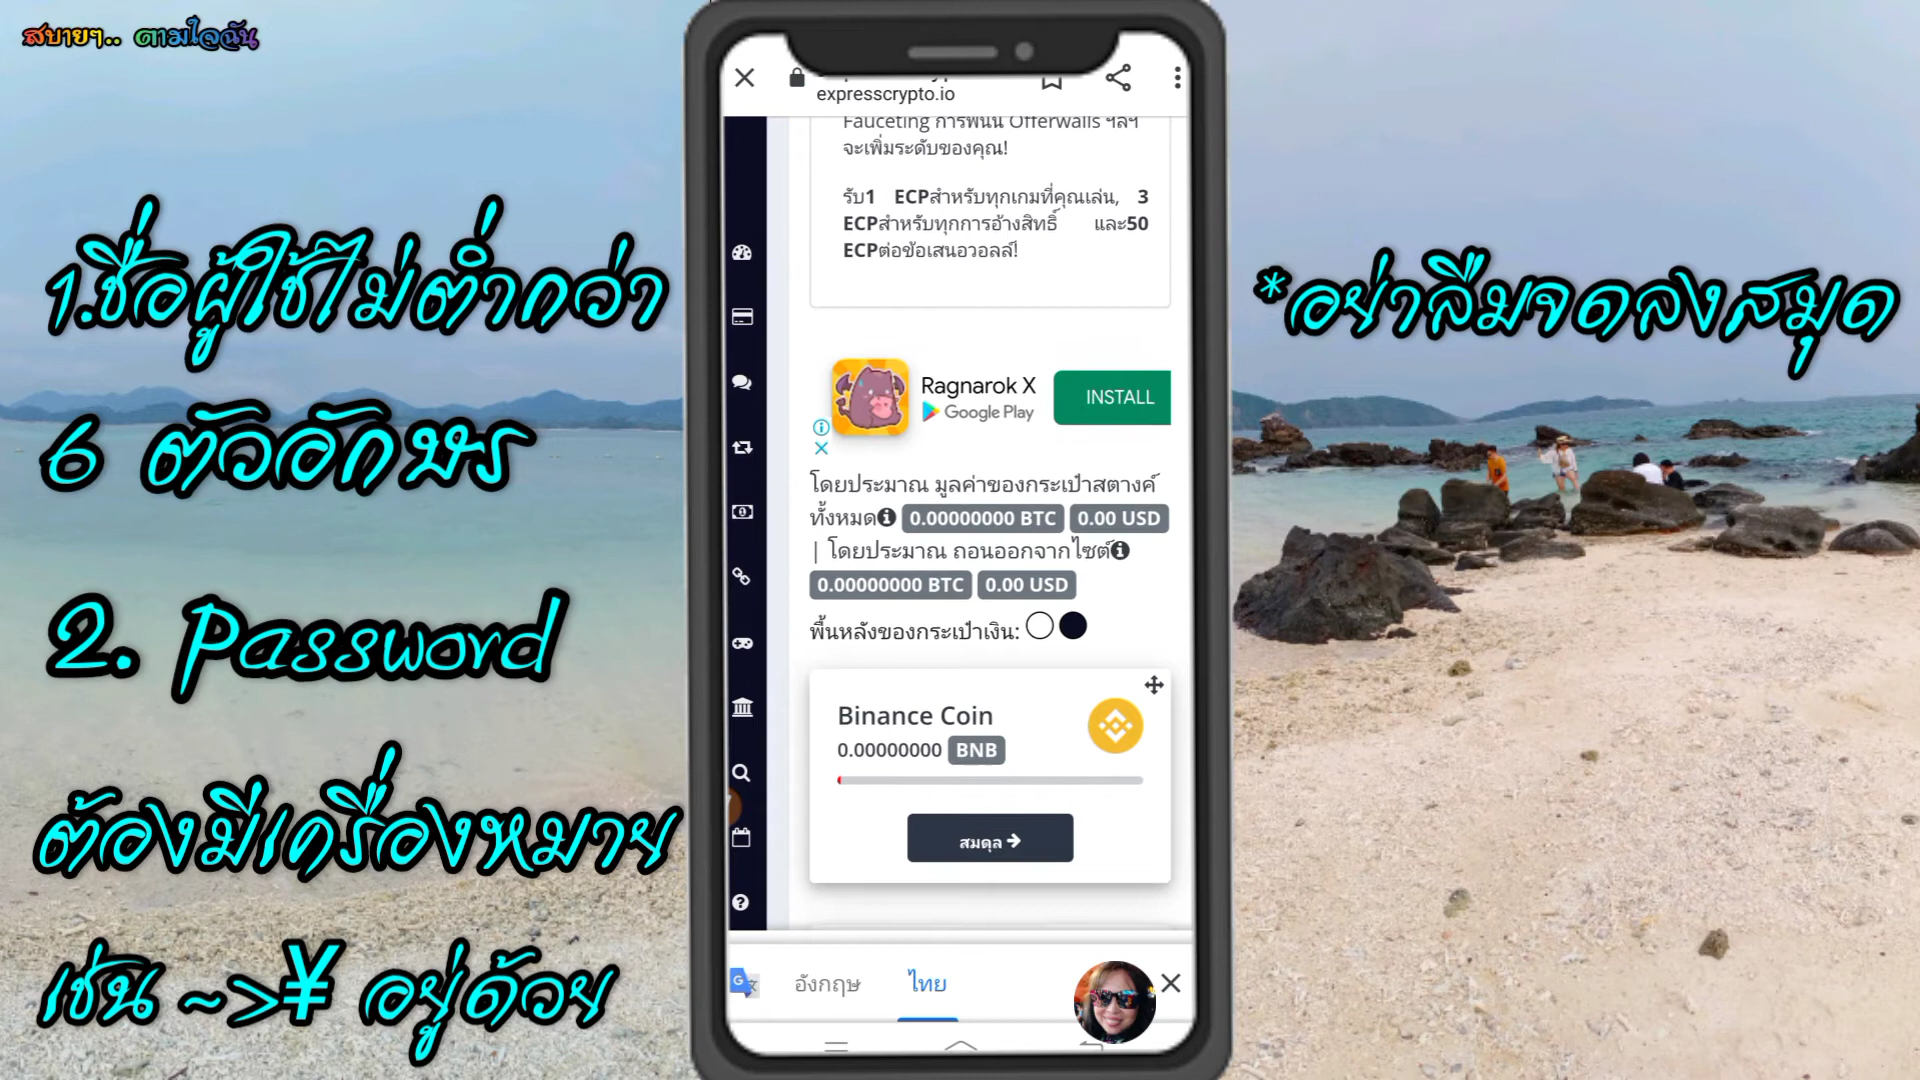 สบายๆ.. ตามใจฉัน
1.ชื่อผู้ใช้ไม่ต่ำกว่า
6 ตัวอักษร
2. Password
ต้องมีเครื่องหมาย
เช่น ~>¥ อยู่ด้วย
expresscrypto.io
Fauceting การพนัน Offerwalls ฯลฯ
จะเพิ่มระดับของคุณ!
รับ1 ECPสำหรับทุกเกมที่คุณเล่น, 3
ECPสำหรับทุกการอ้างสิทธิ์ และ50
ECPต่อข้อเสนอวอลล์!
Ragnarok X
Google Play
INSTALL
โดยประมาณ มูลค่าของกระเป๋าสตางค์
ทั้งหมด 0.00000000 BTC 0.00 USD
| โดยประมาณ ถอนออกจากไซต์
0.00000000 BTC 0.00 USD
พื้นหลังของกระเป๋าเงิน:
Binance Coin
0.00000000 BNB
สมดุล
อังกฤษ ไทย
*อย่าลืมจดลงสมุด